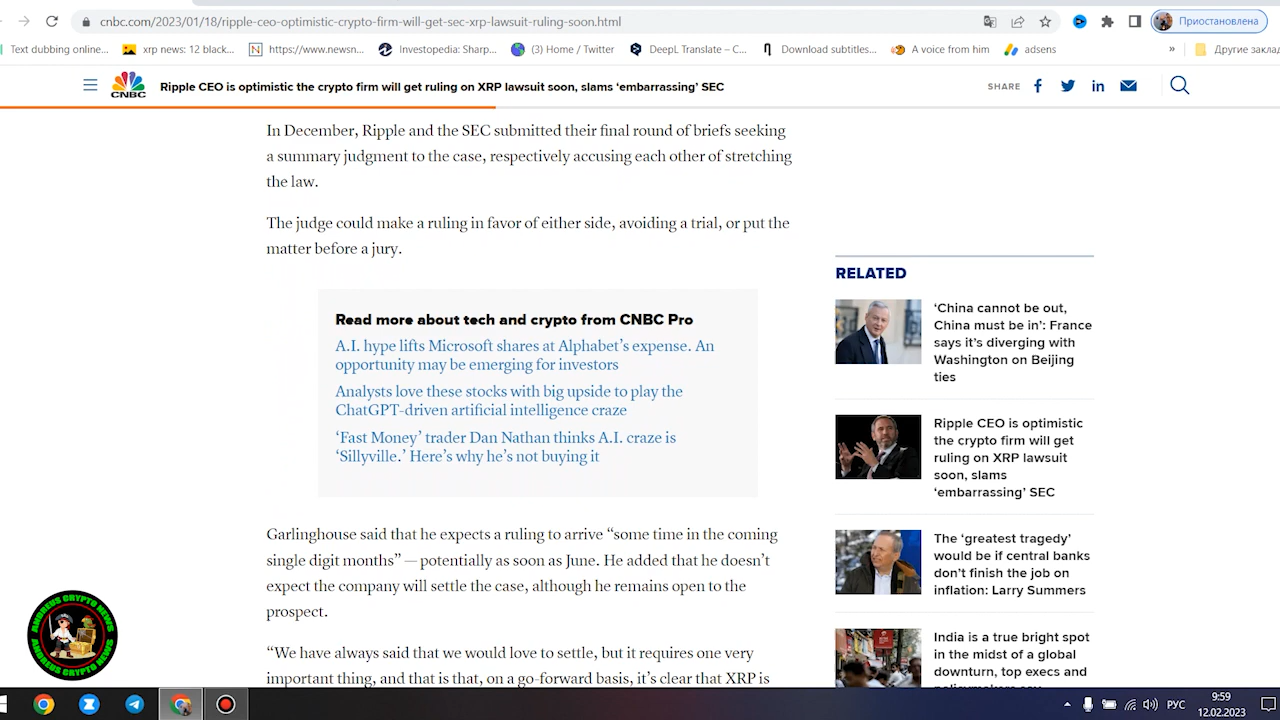 cnbc.com/2023/01/18/ripple-ceo-optimistic-crypto-firm-will-get-sec-xrp-lawsuit-ruling-soon.html
Приостановлена
Text dubbing online...
xrp news: 12 black...
https://www.newsn...
Investopedia: Sharp...
(3) Home / Twitter
DeepL Translate – C...
Download subtitles...
A voice from him
adsens
»
Другие закла
CNBC
Ripple CEO is optimistic the crypto firm will get ruling on XRP lawsuit soon, slams ‘embarrassing’ SEC
SHARE
In December, Ripple and the SEC submitted their final round of briefs seeking
a summary judgment to the case, respectively accusing each other of stretching
the law.
The judge could make a ruling in favor of either side, avoiding a trial, or put the
matter before a jury.
Read more about tech and crypto from CNBC Pro
A.I. hype lifts Microsoft shares at Alphabet’s expense. An
opportunity may be emerging for investors
Analysts love these stocks with big upside to play the
ChatGPT-driven artificial intelligence craze
‘Fast Money’ trader Dan Nathan thinks A.I. craze is
‘Sillyville.’ Here’s why he’s not buying it
Garlinghouse said that he expects a ruling to arrive “some time in the coming
single digit months” — potentially as soon as June. He added that he doesn’t
expect the company will settle the case, although he remains open to the
prospect.
“We have always said that we would love to settle, but it requires one very
important thing, and that is that, on a go-forward basis, it’s clear that XRP is
RELATED
‘China cannot be out,
China must be in’: France
says it’s diverging with
Washington on Beijing
ties
Ripple CEO is optimistic
the crypto firm will get
ruling on XRP lawsuit
soon, slams
‘embarrassing’ SEC
The ‘greatest tragedy’
would be if central banks
don’t finish the job on
inflation: Larry Summers
India is a true bright spot
in the midst of a global
downturn, top execs and
ANDREUS CRYPTO NEWS
ANDREUS CRYPTO NEWS
РУС
9:59
12.02.2023